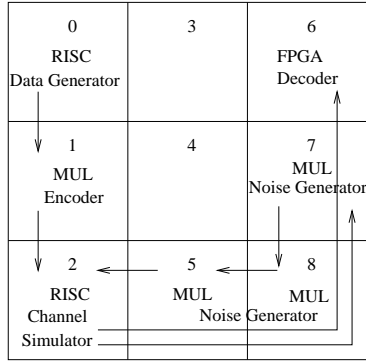 0
3
6
RISC
Data Generator
FPGA
Decoder
1
4
7
MUL
Encoder
MUL
Noise Generator
2
5
8
RISC
Channel
Simulator
MUL
MUL
Noise Generator